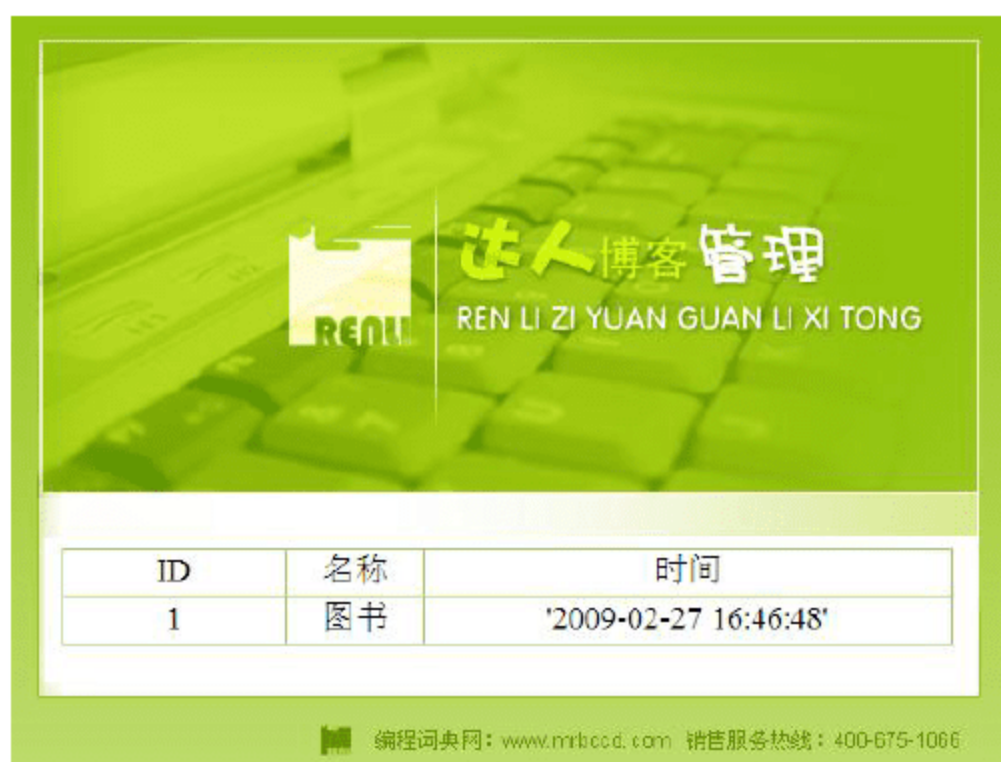 达人博客管理
RENLI
REN LI ZI YUAN GUAN LI XI TONG
ID 名称 时间
1 图书 '2009-02-27 16:46:48'
编程词典网：www.mrbccd.com 销售服务热线：400-675-1066